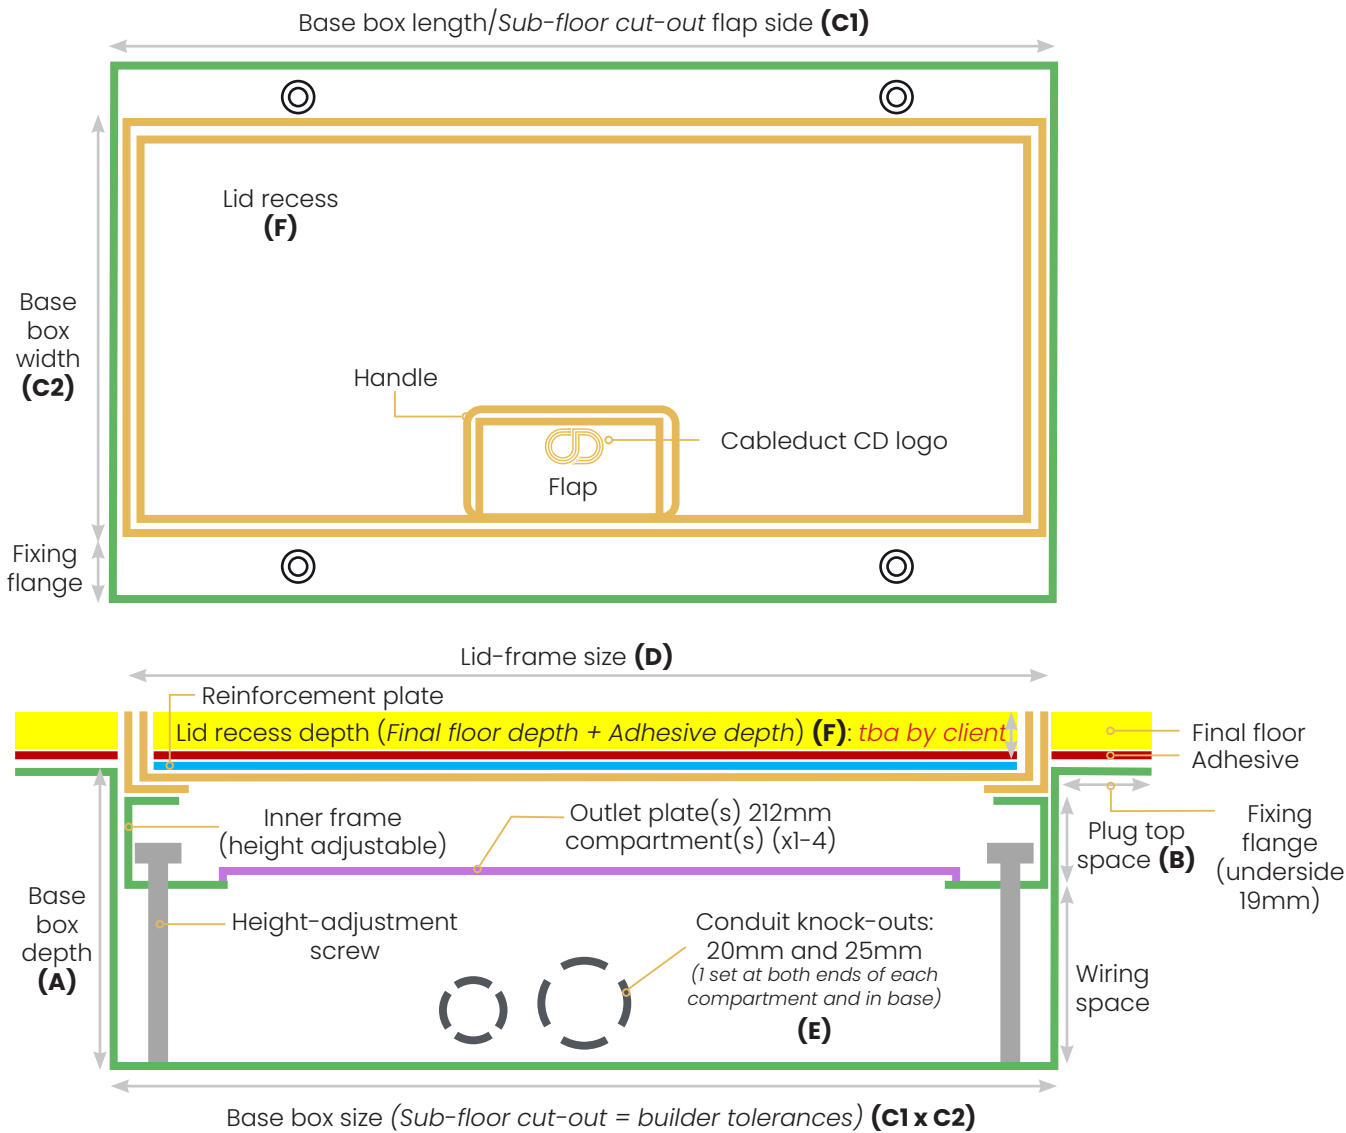 Base box length/Sub-floor cut-out flap side (C1)
Lid recess
(F)
Base
box
width
(C2)
Handle
Cableduct CD logo
Flap
Fixing
flange
Lid-frame size (D)
Reinforcement plate
Lid recess depth (Final floor depth + Adhesive depth) (F): tba by client
Final floor
Adhesive
Inner frame
(height adjustable)
Outlet plate(s) 212mm
compartment(s) (x1-4)
Plug top
space (B)
Fixing
flange
(underside
19mm)
Base
box
depth
(A)
Height-adjustment
screw
Conduit knock-outs:
20mm and 25mm
(1 set at both ends of each
compartment and in base)
(E)
Wiring
space
Base box size (Sub-floor cut-out = builder tolerances) (C1 x C2)